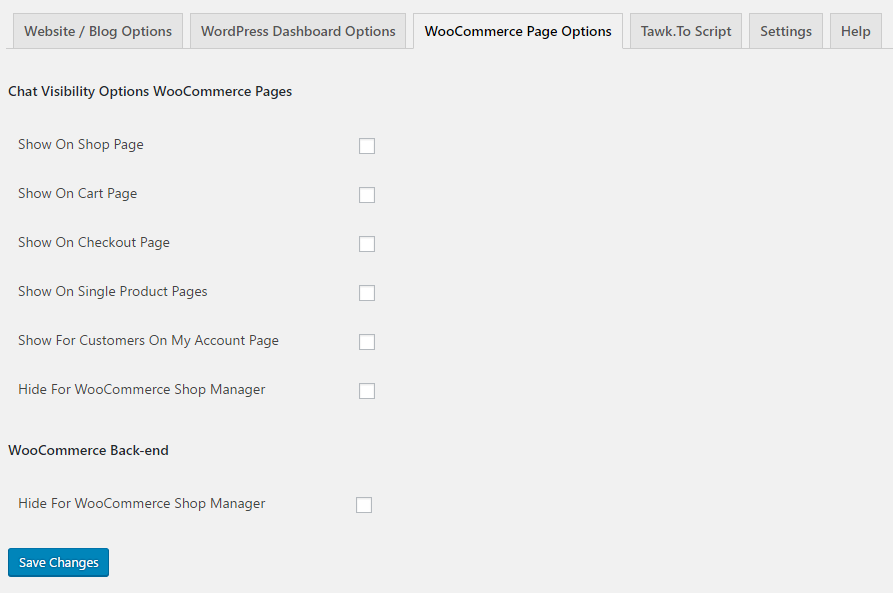 Website / Blog Options
WordPress Dashboard Options
WooCommerce Page Options
Tawk.To Script
Settings
Help
Chat Visibility Options WooCommerce Pages
Show On Shop Page
Show On Cart Page
Show On Checkout Page
Show On Single Product Pages
Show For Customers On My Account Page
Hide For WooCommerce Shop Manager
WooCommerce Back-end
Hide For WooCommerce Shop Manager
Save Changes